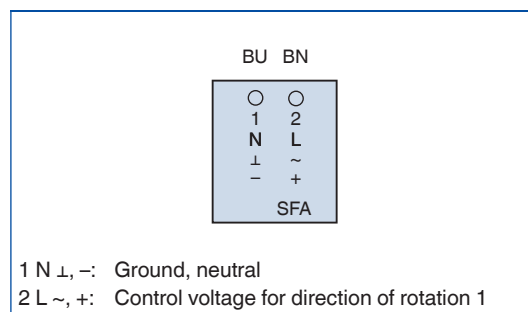 BU BN
1 2
N L
⊥ ~
– +
SFA
1 N ⊥, –: Ground, neutral
2 L ~, +: Control voltage for direction of rotation 1